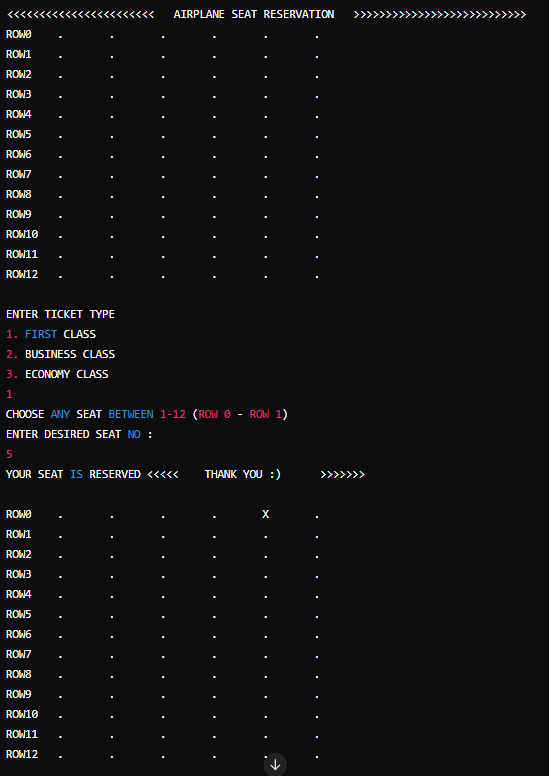 <<<<<<<<<<<<<<<<<<<<<<< AIRPLANE SEAT RESERVATION >>>>>>>>>>>>>>>>>>>>>>>>>>>
ROW0 . . . . . .
ROW1 . . . . . .
ROW2 . . . . . .
ROW3 . . . . . .
ROW4 . . . . . .
ROW5 . . . . . .
ROW6 . . . . . .
ROW7 . . . . . .
ROW8 . . . . . .
ROW9 . . . . . .
ROW10 . . . . . .
ROW11 . . . . . .
ROW12 . . . . . .
ENTER TICKET TYPE
1. FIRST CLASS
2. BUSINESS CLASS
3. ECONOMY CLASS
1
CHOOSE ANY SEAT BETWEEN 1-12 (ROW 0 - ROW 1)
ENTER DESIRED SEAT NO :
5
YOUR SEAT IS RESERVED <<<<< THANK YOU :) >>>>>>>
ROW0 . . . . X .
ROW1 . . . . . .
ROW2 . . . . . .
ROW3 . . . . . .
ROW4 . . . . . .
ROW5 . . . . . .
ROW6 . . . . . .
ROW7 . . . . . .
ROW8 . . . . . .
ROW9 . . . . . .
ROW10 . . . . . .
ROW11 . . . . . .
ROW12 . . . . . .